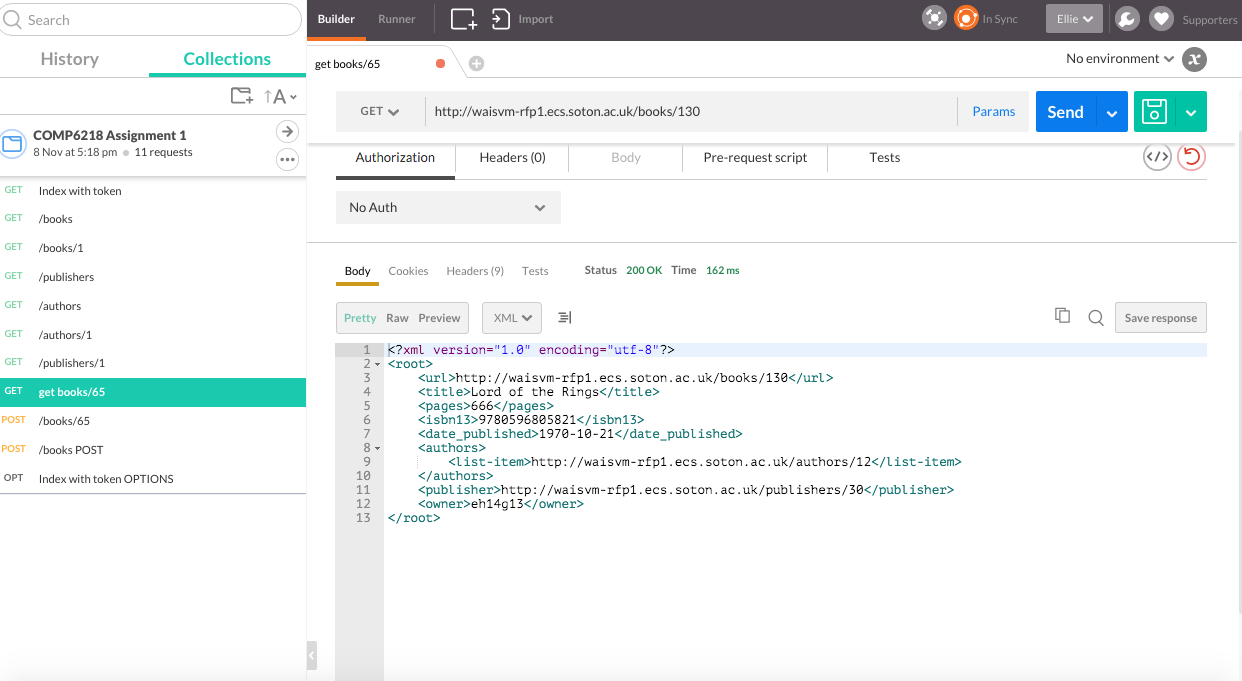 Search
History Collections
↑A
COMP6218 Assignment 1
8 Nov at 5:18 pm ● 11 requests
GET Index with token
GET /books
GET /books/1
GET /publishers
GET /authors
GET /authors/1
GET /publishers/1
GET get books/65
POST /books/65
POST /books POST
OPT Index with token OPTIONS
Builder Runner Import In Sync Ellie Supporters
get books/65 No environment
GET http://waisvm-rfp1.ecs.soton.ac.uk/books/130 Params Send
Authorization Headers (0) Body Pre-request script Tests </>
No Auth
Body Cookies Headers (9) Tests Status 200 OK Time 162 ms
Pretty Raw Preview XML Save response
1 <?xml version="1.0" encoding="utf-8"?>
2 <root>
3 <url>http://waisvm-rfp1.ecs.soton.ac.uk/books/130</url>
4 <title>Lord of the Rings</title>
5 <pages>666</pages>
6 <isbn13>9780596805821</isbn13>
7 <date_published>1970-10-21</date_published>
8 <authors>
9 <list-item>http://waisvm-rfp1.ecs.soton.ac.uk/authors/12</list-item>
10 </authors>
11 <publisher>http://waisvm-rfp1.ecs.soton.ac.uk/publishers/30</publisher>
12 <owner>eh14g13</owner>
13 </root>